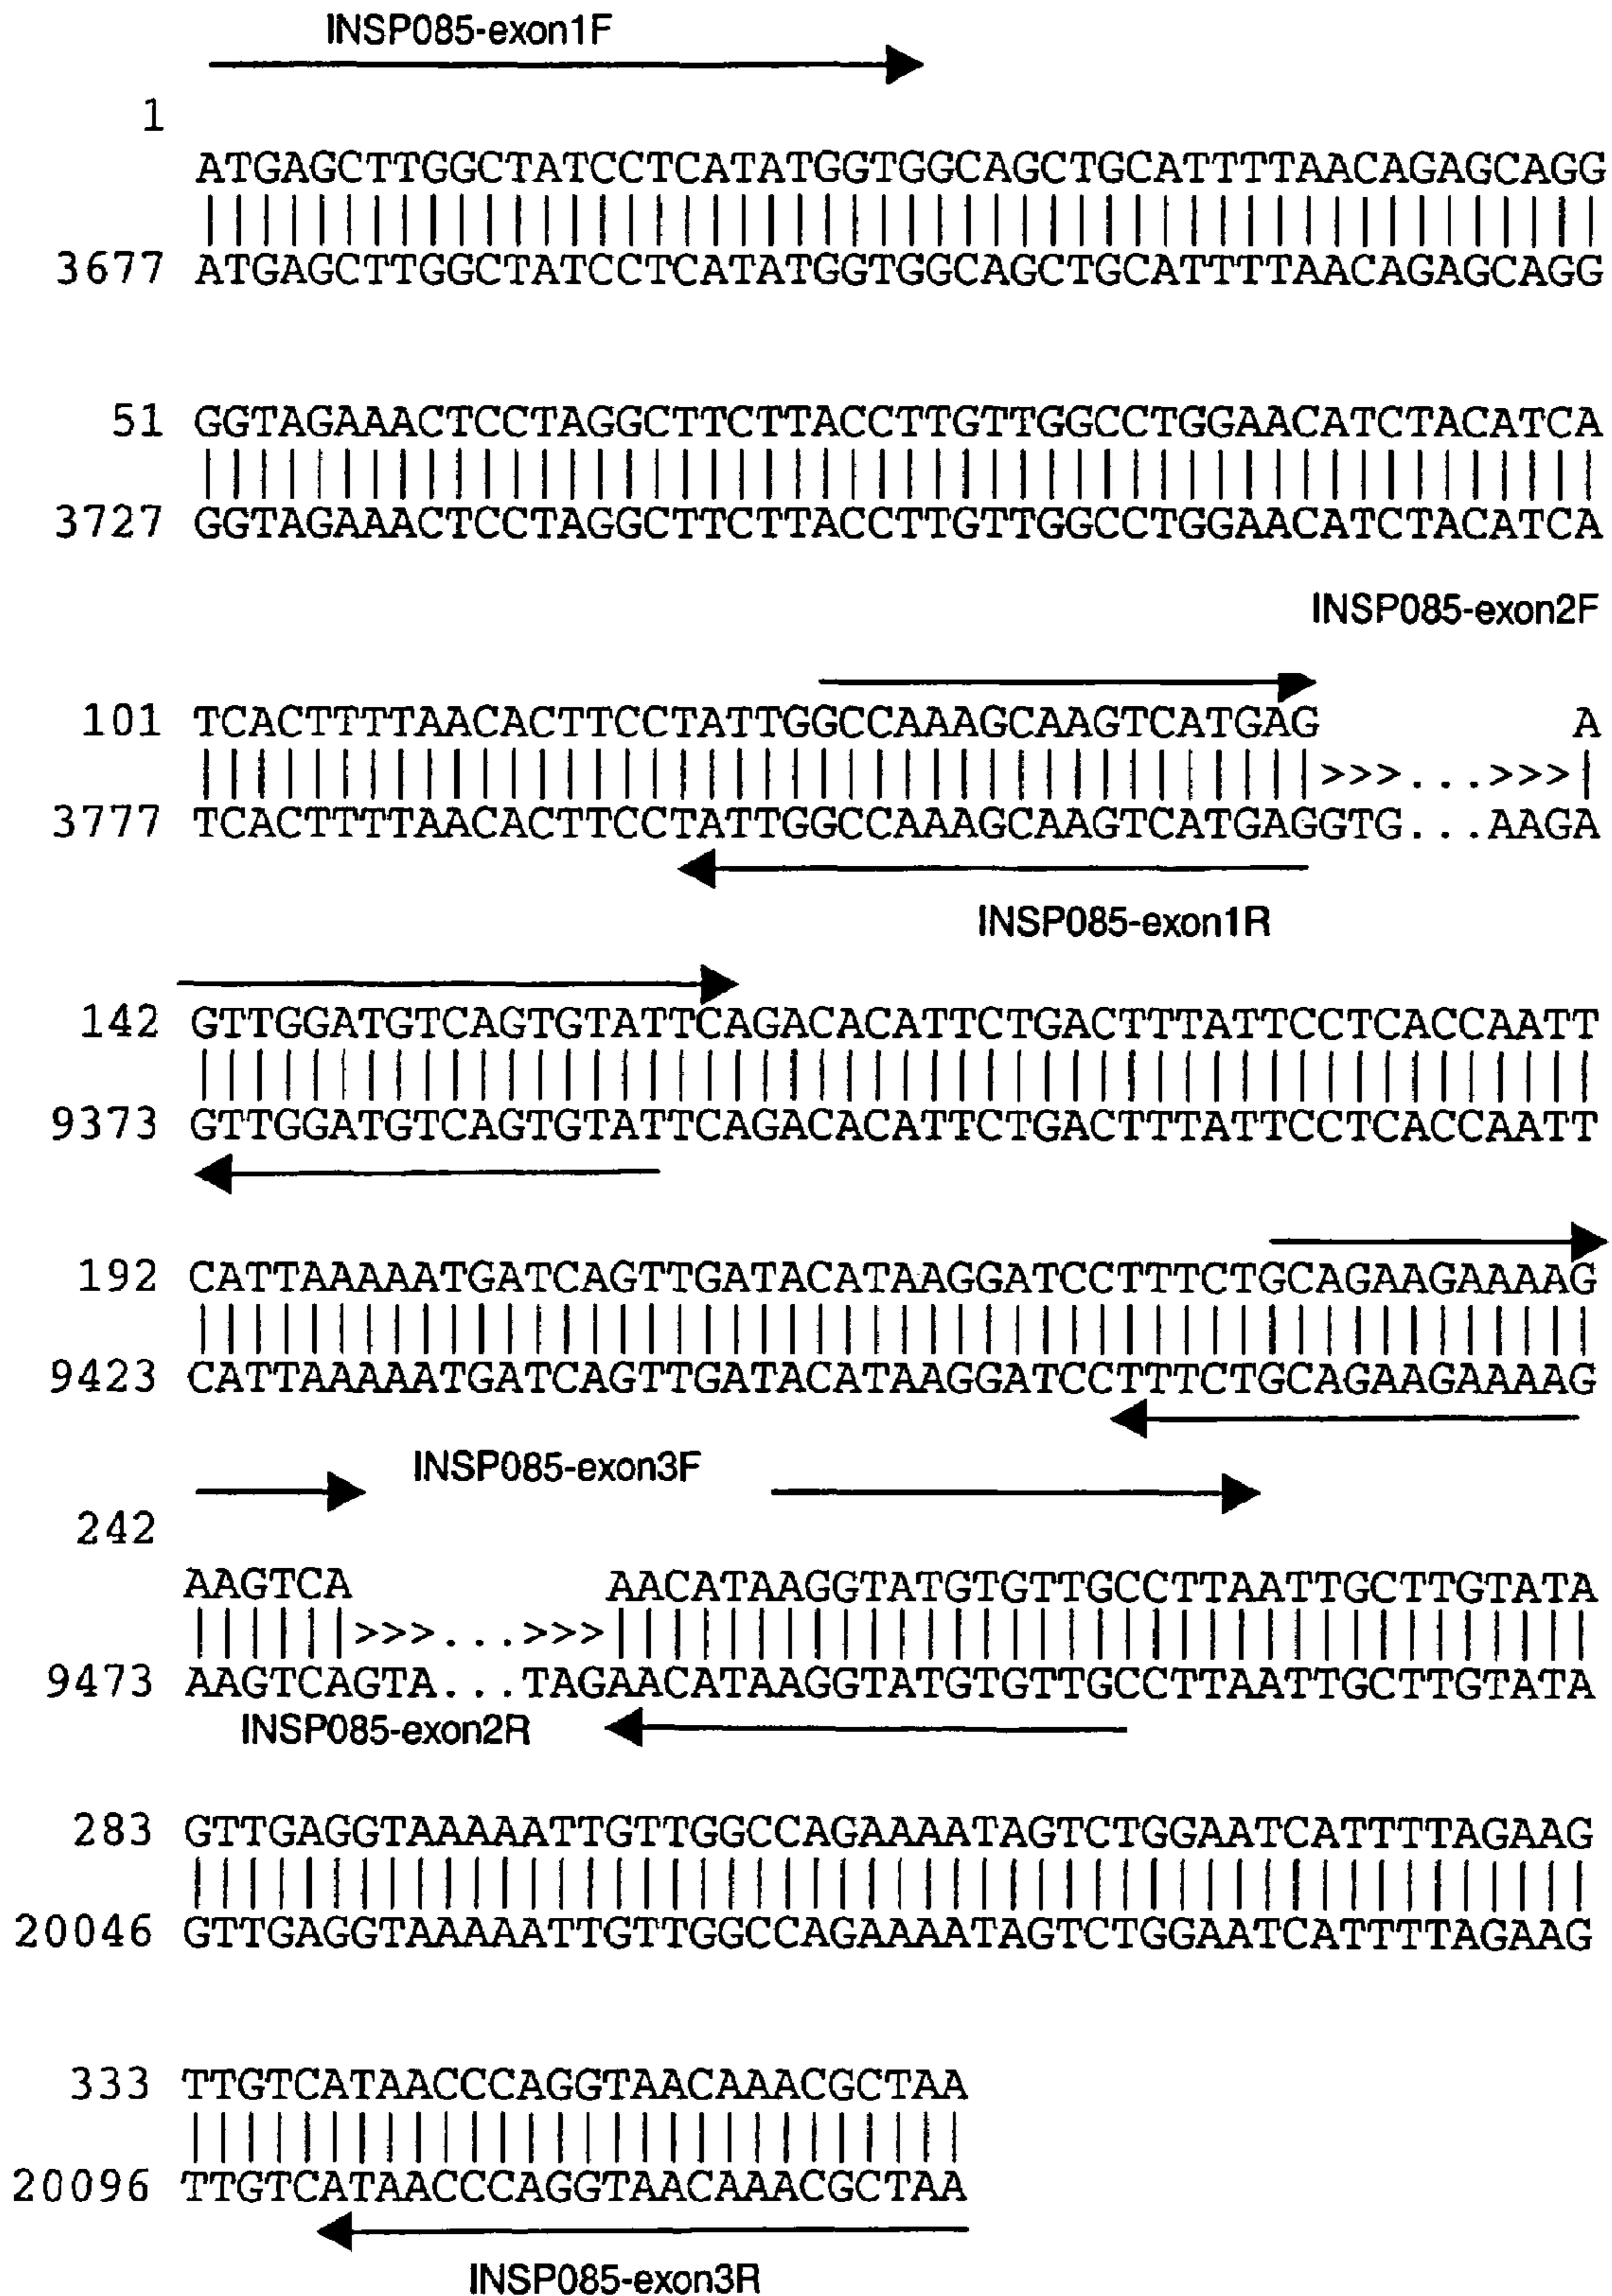 INSP085-exon1F
1
ATGAGCTTGGCTATCCTCATATGGTGGCAGCTGCATTTTAACAGAGCAGG
3677 ATGAGCTTGGCTATCCTCATATGGTGGCAGCTGCATTTTAACAGAGCAGG
51 GGTAGAAACTCCTAGGCTTCTTACCTTGTTGGCCTGGAACATCTACATCA
3727 GGTAGAAACTCCTAGGCTTCTTACCTTGTTGGCCTGGAACATCTACATCA
INSP085-exon2F
101 TCACTTTTAACACTTCCTATTGGCCAAAGCAAGTCATGAG A
>>>...>>>
3777 TCACTTTTAACACTTCCTATTGGCCAAAGCAAGTCATGAGGTG...AAGA
INSP085-exon1R
142 GTTGGATGTCAGTGTATTCAGACACATTCTGACTTTATTCCTCACCAATT
9373 GTTGGATGTCAGTGTATTCAGACACATTCTGACTTTATTCCTCACCAATT
192 CATTAAAAATGATCAGTTGATACATAAGGATCCTTTCTGCAGAAGAAAAG
9423 CATTAAAAATGATCAGTTGATACATAAGGATCCTTTCTGCAGAAGAAAAG
INSP085-exon3F
242
AAGTCA AACATAAGGTATGTGTTGCCTTAATTGCTTGTATA
>>>...>>>
9473 AAGTCAGTA...TAGAACATAAGGTATGTGTTGCCTTAATTGCTTGTATA
INSP085-exon2R
283 GTTGAGGTAAAAATTGTTGGCCAGAAAATAGTCTGGAATCATTTTAGAAG
20046 GTTGAGGTAAAAATTGTTGGCCAGAAAATAGTCTGGAATCATTTTAGAAG
333 TTGTCATAACCCAGGTAACAAACGCTAA
20096 TTGTCATAACCCAGGTAACAAACGCTAA
INSP085-exon3R